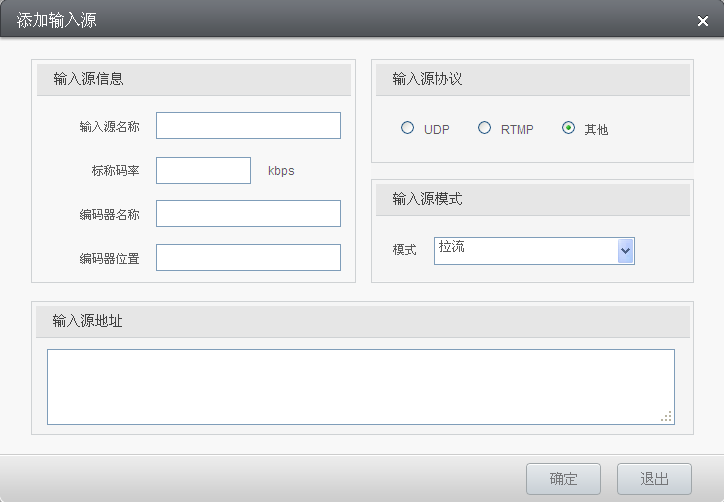 添加输入源
输入源信息
输入源名称
标称码率 kbps
编码器名称
编码器位置
输入源协议
UDP RTMP 其他
输入源模式
模式 拉流
输入源地址
确定 退出